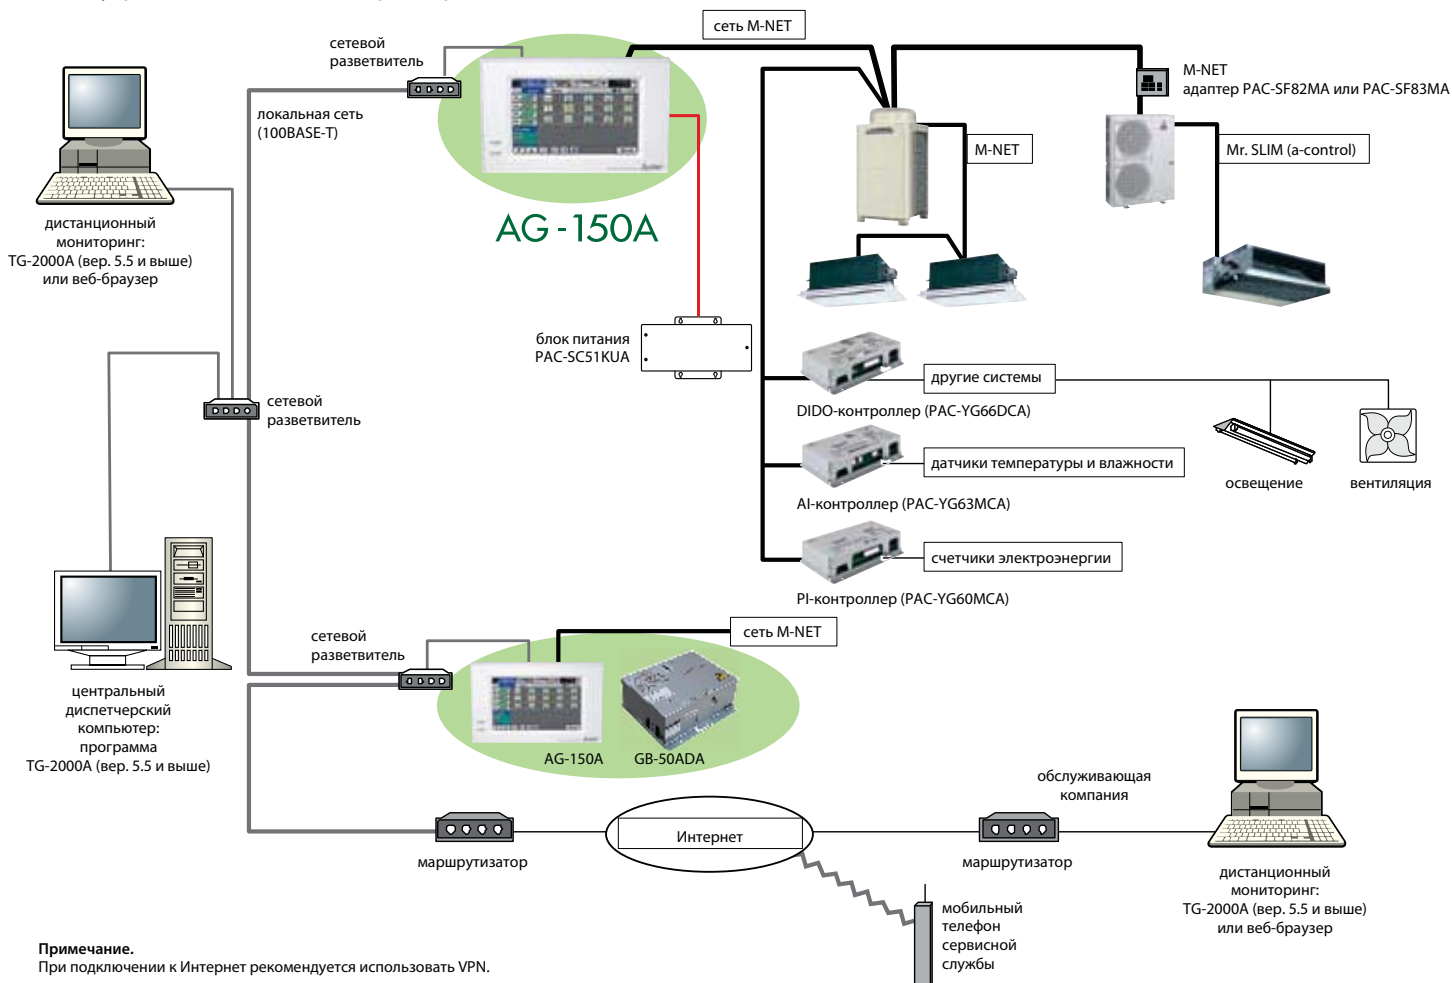 сеть M-NET
сетевой
разветвитель
M-NET
адаптер PAC-SF82MA или PAC-SF83MA
локальная сеть
(100BASE-T)
M-NET
Mr. SLIM (a-control)
AG-150A
дистанционный
мониторинг:
TG-2000A (вер. 5.5 и выше)
или веб-браузер
блок питания
PAC-SC51KUA
другие системы
DIDO-контроллер (PAC-YG66DCA)
сетевой
разветвитель
датчики температуры и влажности
освещение
вентиляция
AI-контроллер (PAC-YG63MCA)
счетчики электроэнергии
PI-контроллер (PAC-YG60MCA)
сетевой
разветвитель
сеть M-NET
центральный
диспетчерский
компьютер:
программа
TG-2000A (вер. 5.5 и выше)
AG-150A
GB-50ADA
обслуживающая
компания
Интернет
маршрутизатор
маршрутизатор
дистанционный
мониторинг:
TG-2000A (вер. 5.5 и выше)
или веб-браузер
мобильный
телефон
сервисной
службы
Примечание.
При подключении к Интернет рекомендуется использовать VPN.